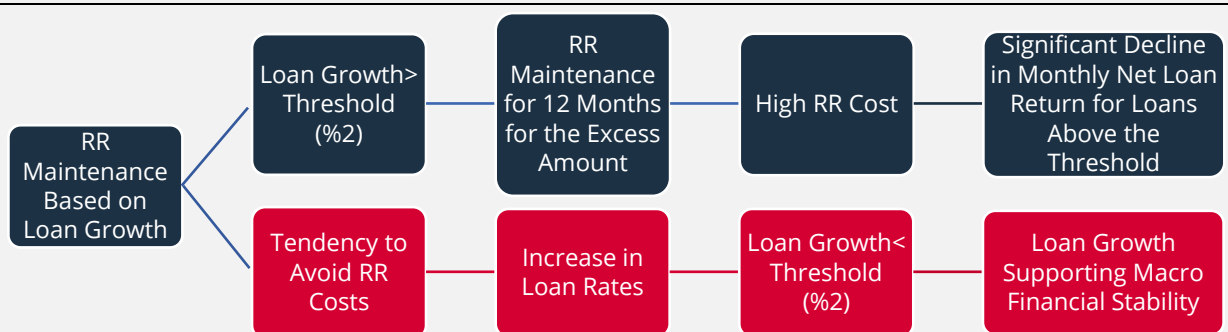 RR
Maintenance
Based on
Loan Growth
Loan Growth>
Threshold
(%2)
RR
Maintenance
for 12 Months
for the Excess
Amount
High RR Cost
Significant Decline
in Monthly Net Loan
Return for Loans
Above the
Threshold
Tendency to
Avoid RR
Costs
Increase in
Loan Rates
Loan Growth<
Threshold
(%2)
Loan Growth
Supporting Macro
Financial Stability